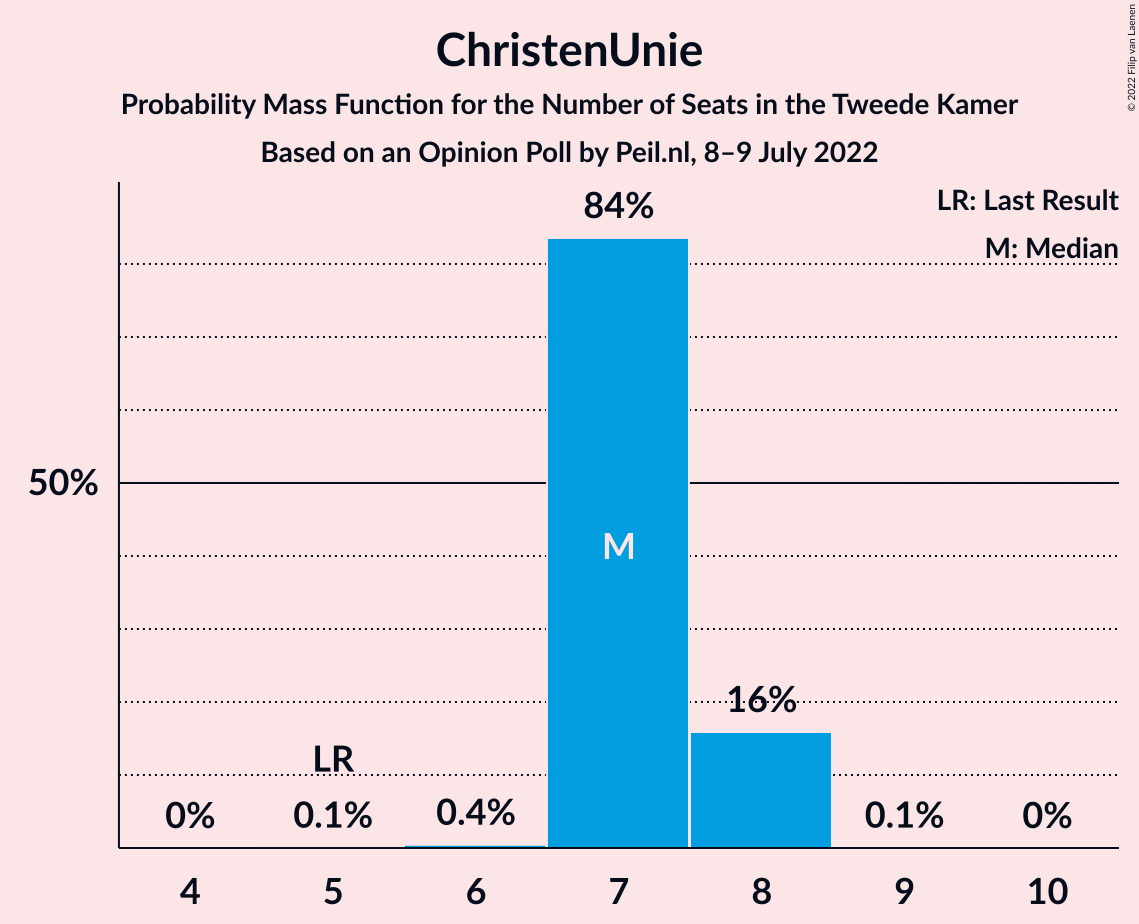 ChristenUnie
Probability Mass Function for the Number of Seats in the Tweede Kamer
Based on an Opinion Poll by Peil.nl, 8–9 July 2022
© 2022 Filip van Laenen
LR: Last Result
M: Median
84%
50%
M
16%
LR
0%
0.1%
0.4%
0.1%
0%
4 5 6 7 8 9 10